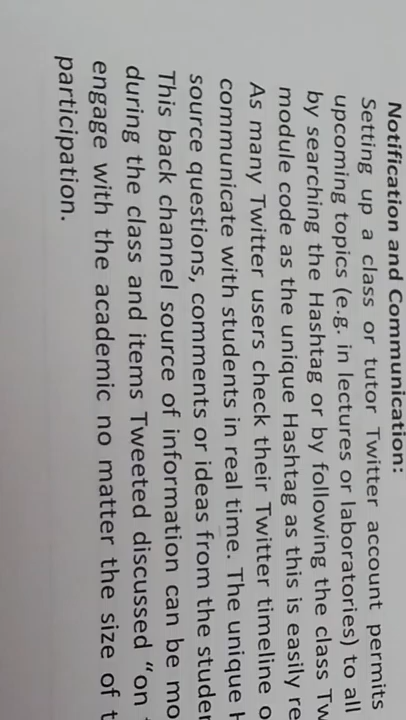 Notification and Communication:
Setting up a class or tutor Twitter account permits
upcoming topics (e.g. in lectures or laboratories) to all
by searching the Hashtag or by following the class Tw
module code as the unique Hashtag as this is easily re
As many Twitter users check their Twitter timeline o
communicate with students in real time. The unique
source questions, comments or ideas from the studen
This back channel source of information can be mo
during the class and items Tweeted discussed "on
engage with the academic no matter the size of t
participation.